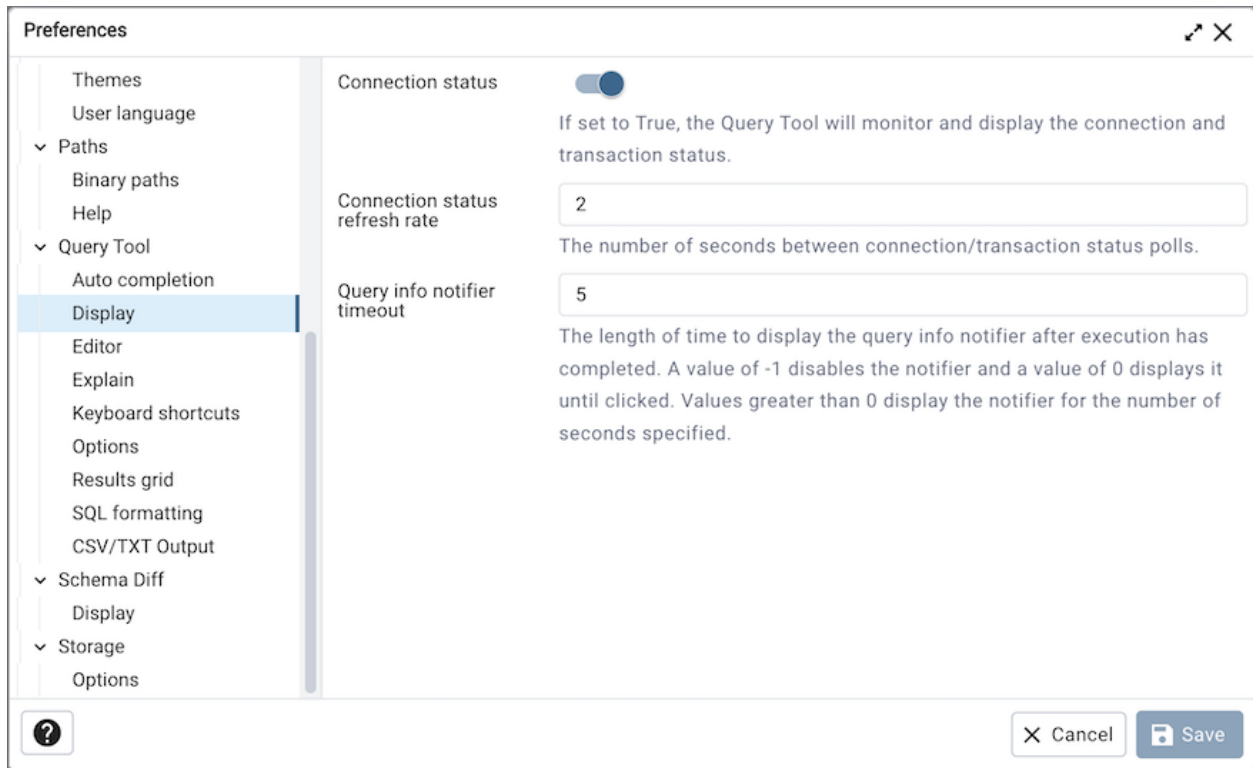 Preferences
Themes
User language
Paths
Binary paths
Help
Query Tool
Auto completion
Display
Editor
Explain
Keyboard shortcuts
Options
Results grid
SQL formatting
CSV/TXT Output
Schema Diff
Display
Storage
Options
Connection status
If set to True, the Query Tool will monitor and display the connection and
transaction status.
Connection status
refresh rate
2
The number of seconds between connection/transaction status polls.
Query info notifier
timeout
5
The length of time to display the query info notifier after execution has
completed. A value of -1 disables the notifier and a value of 0 displays it
until clicked. Values greater than 0 display the notifier for the number of
seconds specified.
?
Cancel
Save